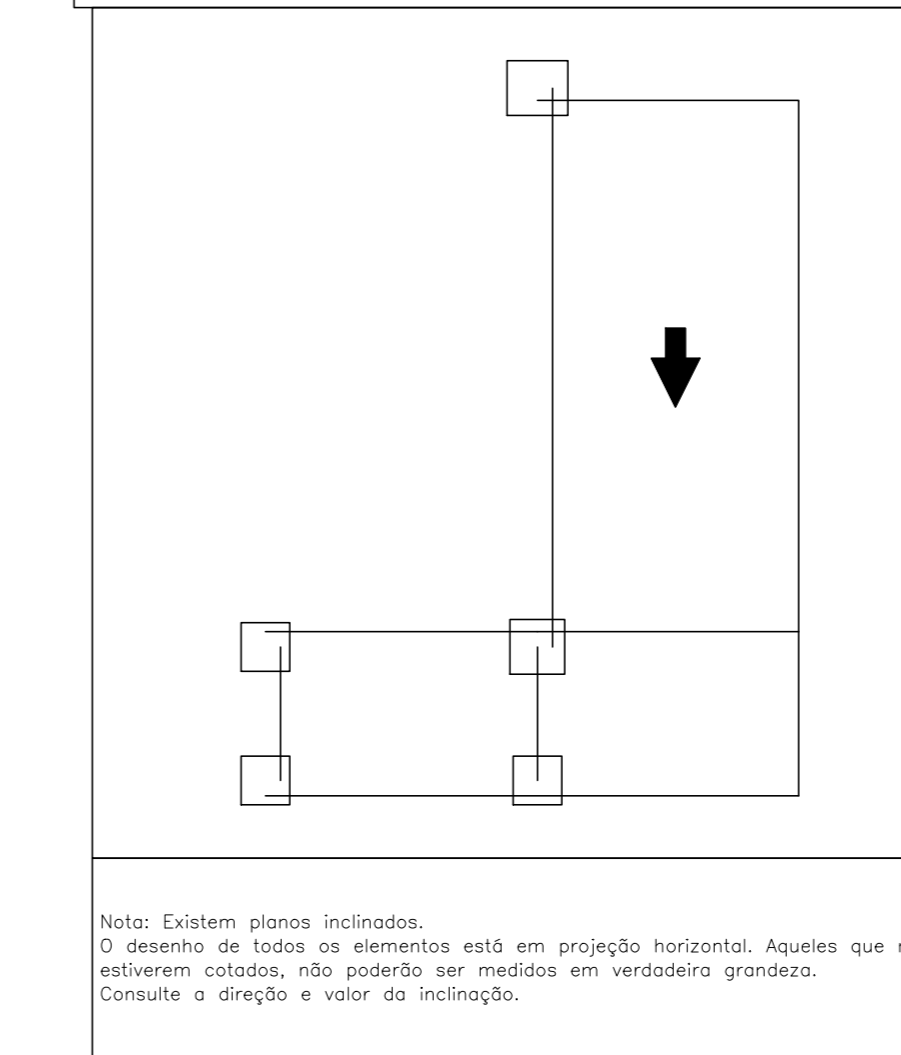 Nota: Existem planos inclinados.
O desenho de todos os elementos está em projeção horizontal. Aqueles que
estiverem cotados, não poderão ser medidos em verdadeira grandeza.
Consulte a direção e valor da inclinação.